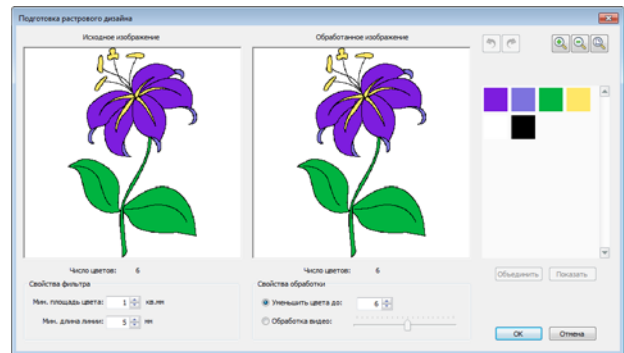 Подготовка растрового дизайна
Исходное изображение
Обработанное изображение
Число цветов: 6
Число цветов: 6
Свойства фильтра
Мин. площадь цвета: 1 кв.мм
Мин. длина линии: 5 мм
Свойства обработки
Уменьшить цвета до: 6
Обработка видео:
Объединить
Показать
OK
Отмена